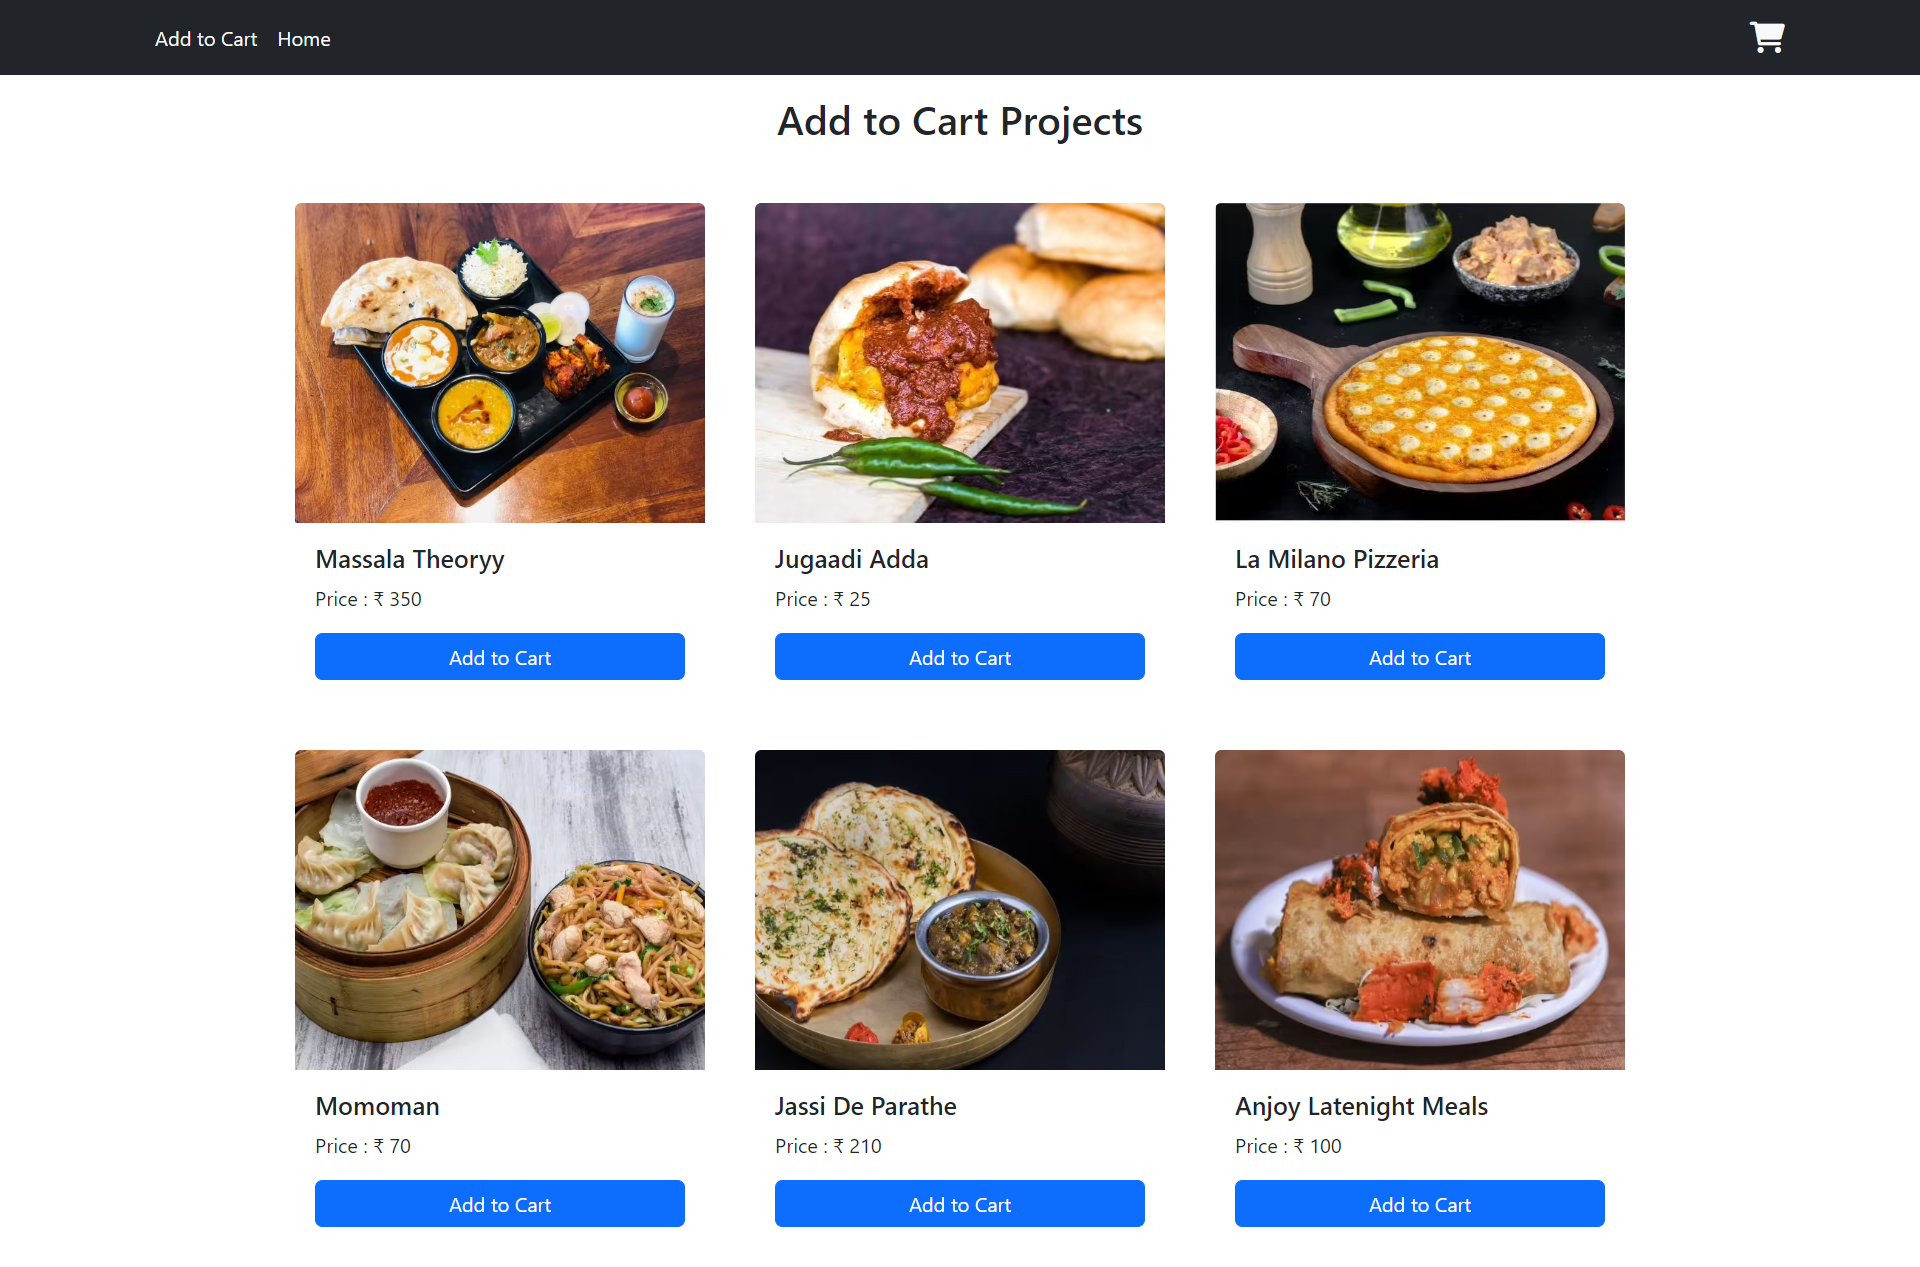 Add to Cart Home
Add to Cart Projects
Massala Theoryy
Price : ₹ 350
Add to Cart
Jugaadi Adda
Price : ₹ 25
Add to Cart
La Milano Pizzeria
Price : ₹ 70
Add to Cart
Momoman
Price : ₹ 70
Add to Cart
Jassi De Parathe
Price : ₹ 210
Add to Cart
Anjoy Latenight Meals
Price : ₹ 100
Add to Cart